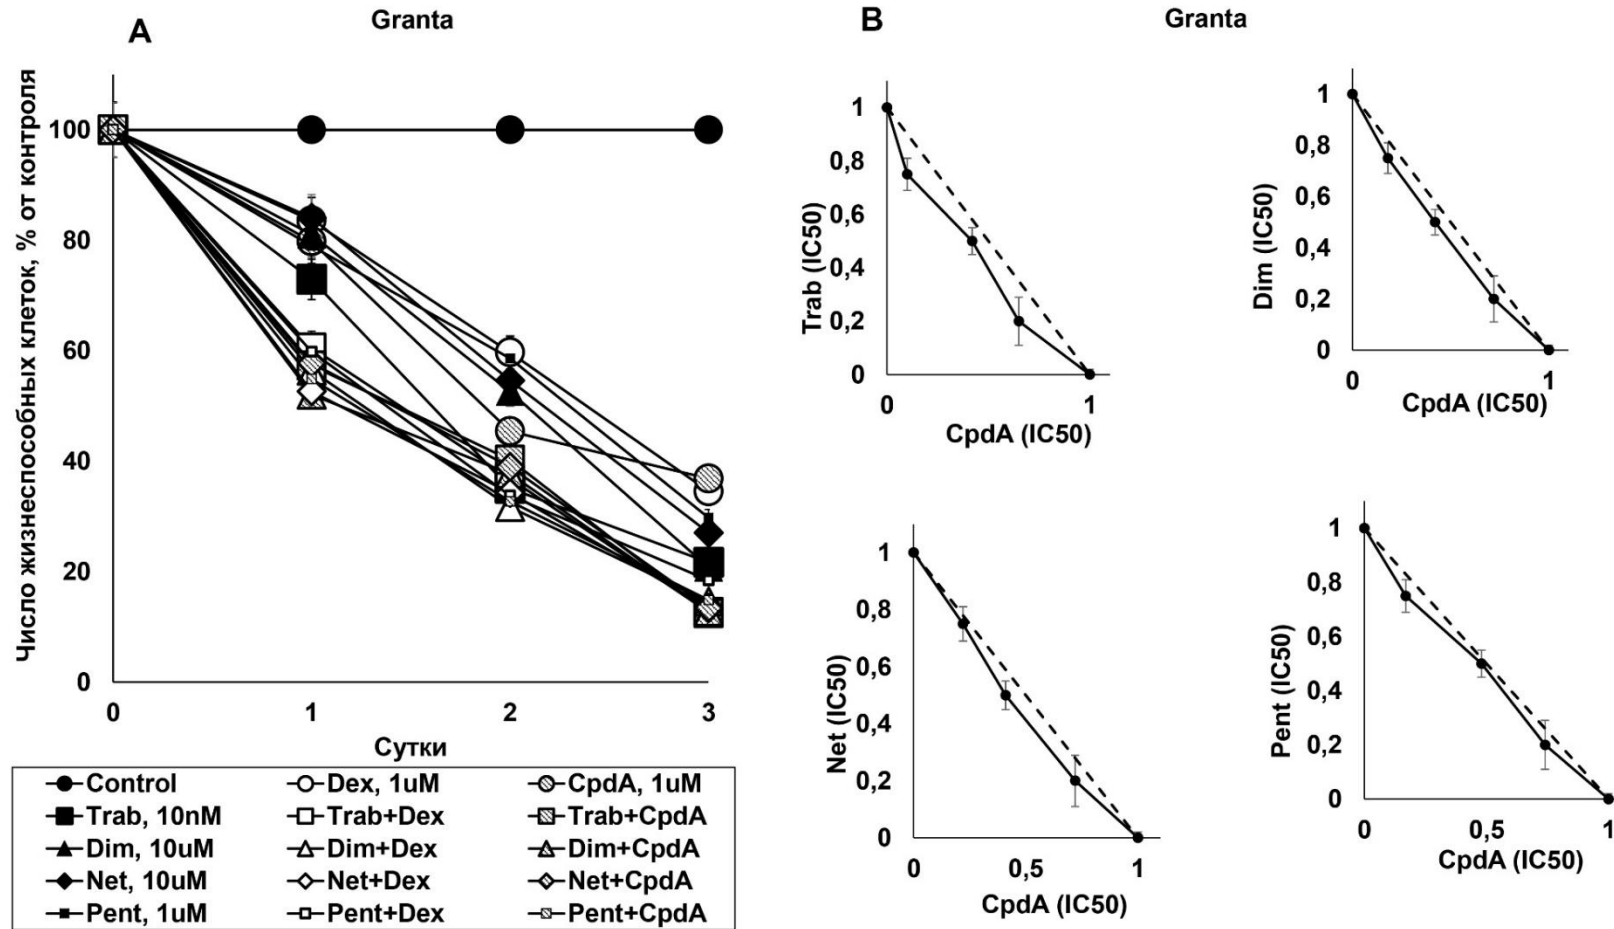 A
Granta
Число жизнеспособных клеток, % от контроля
100
80
60
40
20
0
0 1 2 3
Сутки
Control Dex, 1uM CpdA, 1uM
Trab, 10nM Trab+Dex Trab+CpdA
Dim, 10uM Dim+Dex Dim+CpdA
Net, 10uM Net+Dex Net+CpdA
Pent, 1uM Pent+Dex Pent+CpdA
B
Granta
Trab (IC50)
1
0,8
0,6
0,4
0,2
0
0 1
CpdA (IC50)
Dim (IC50)
1
0,8
0,6
0,4
0,2
0
0 1
CpdA (IC50)
Net (IC50)
1
0,8
0,6
0,4
0,2
0
0 0,5 1
CpdA (IC50)
Pent (IC50)
1
0,8
0,6
0,4
0,2
0
0 0,5 1
CpdA (IC50)